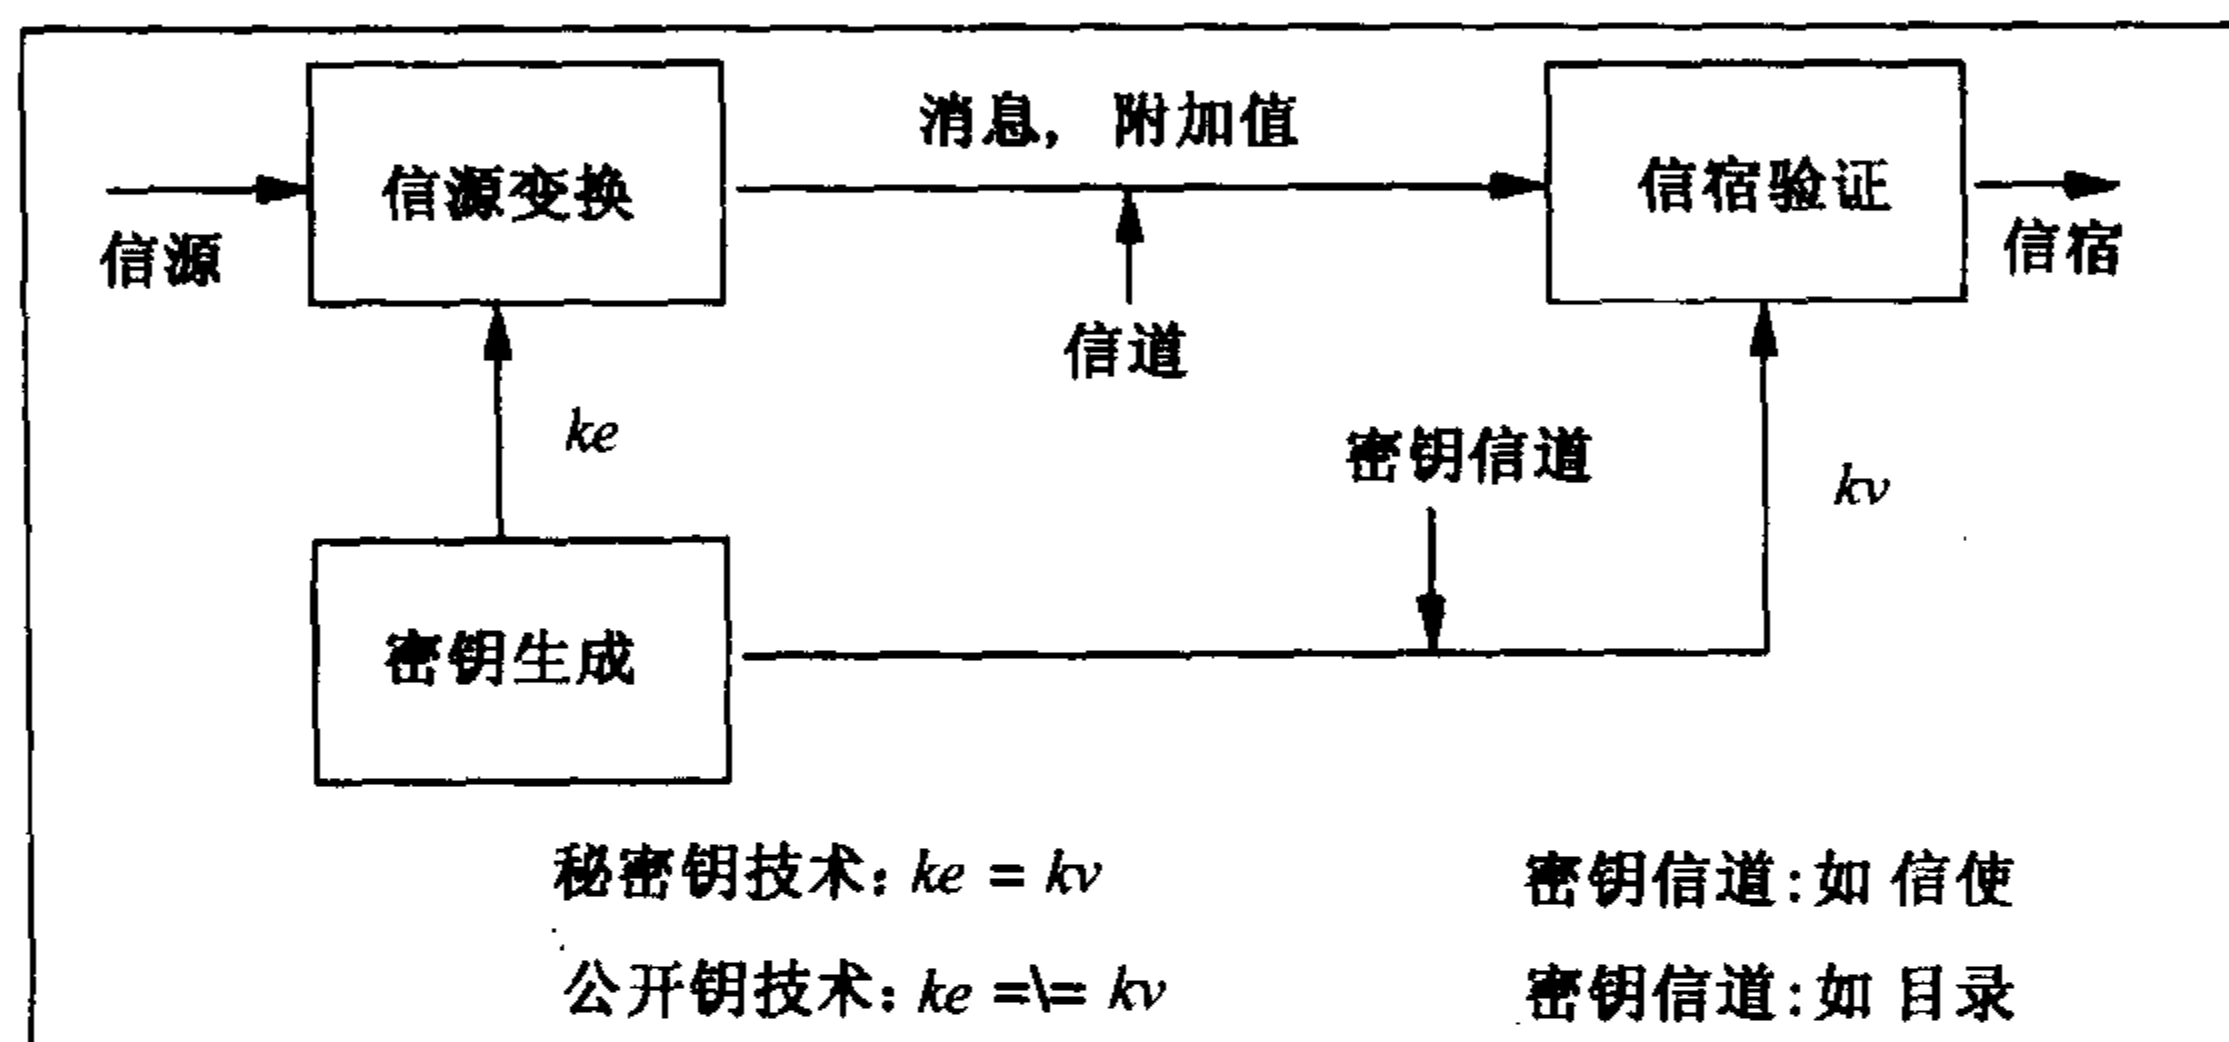 消息, 附加值
信源变换
信宿验证
信源
信宿
信道
ke
密钥信道
kv
密钥生成
秘密钥技术: ke = kv
密钥信道:如 信使
公开钥技术: ke =\= kv
密钥信道:如 目录